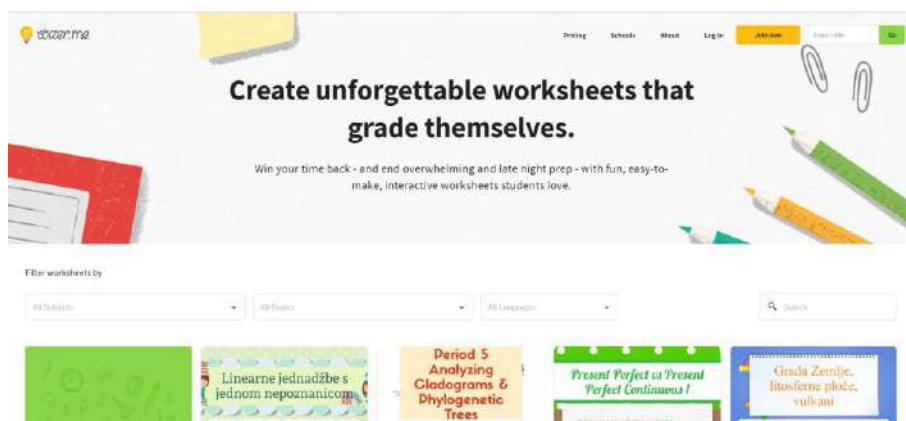 wizer.me
Pricing Schools About Log in Join now Go
Create unforgettable worksheets that
grade themselves.
Win your time back - and end overwhelming and late night prep - with fun, easy-to-
make, interactive worksheets students love.
Filter worksheets by
All Subjects All Grades All Languages Search
Linearne jednadžbe s
jednom nepoznanicom
Period 5
Analyzing
Cladograms &
Phylogenetic
Trees
Present Perfect vs Present
Perfect Continuous !
Građa Zemlje,
litosferne ploče,
vulkani